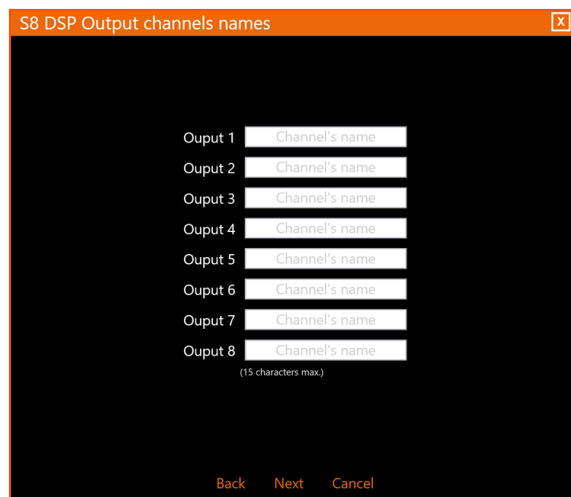 S8 DSP Output channels names X
Ouput 1 Channel's name
Ouput 2 Channel's name
Ouput 3 Channel's name
Ouput 4 Channel's name
Ouput 5 Channel's name
Ouput 6 Channel's name
Ouput 7 Channel's name
Ouput 8 Channel's name
(15 characters max.)
Back Next Cancel